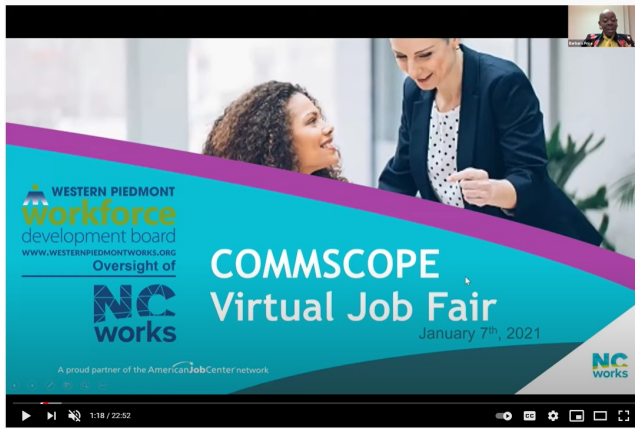 WESTERN PIEDMONT
workforce
development board
WWW.WESTERNPIEDMONTWORKS.ORG
Oversight of
NC
works
COMMSCOPE
Virtual Job Fair
January 7th, 2021
A proud partner of the AmericanJobCenter network
NC
works
1:18 / 22:52
CC